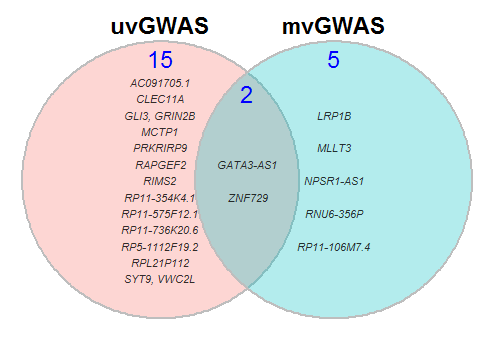 uvGWAS
mvGWAS
15
AC091705.1
CLEC11A
GLI3, GRIN2B
MCTP1
PRKRIRP9
RAPGEF2
RIMS2
RP11-354K4.1
RP11-575F12.1
RP11-736K20.6
RP5-1112F19.2
RPL21P112
SYT9, VWC2L
2
GATA3-AS1
ZNF729
5
LRP1B
MLLT3
NPSR1-AS1
RNU6-356P
RP11-106M7.4